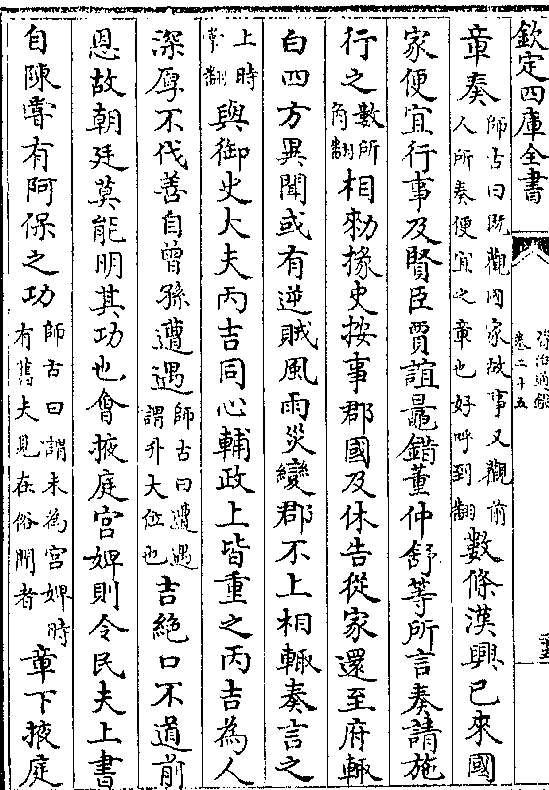 欽定四庫全書
資治通鑑
卷二十五
章奏師古曰既觀國家故事又觀前人所奏便宜之章也好呼到翻數條漢興已來國
家便宜行事及賢臣賈誼鼂錯董仲舒等所言奏請施
行之數所角翻相勑掾史按事郡國及休告從家還至府輒
白四方異聞或有逆賊風雨災變郡不上相輒奏言之
上時掌翻與御史大夫丙吉同心輔政上皆重之丙吉為人
深厚不伐善自曾孫遭遇師古曰遭遇謂升大位也吉絶口不道前
恩故朝廷莫能明其功也會掖庭宫婢則令民夫上書
自陳嘗有阿保之功師古曰謂未為宫婢時有舊夫見在俗間者章下掖庭